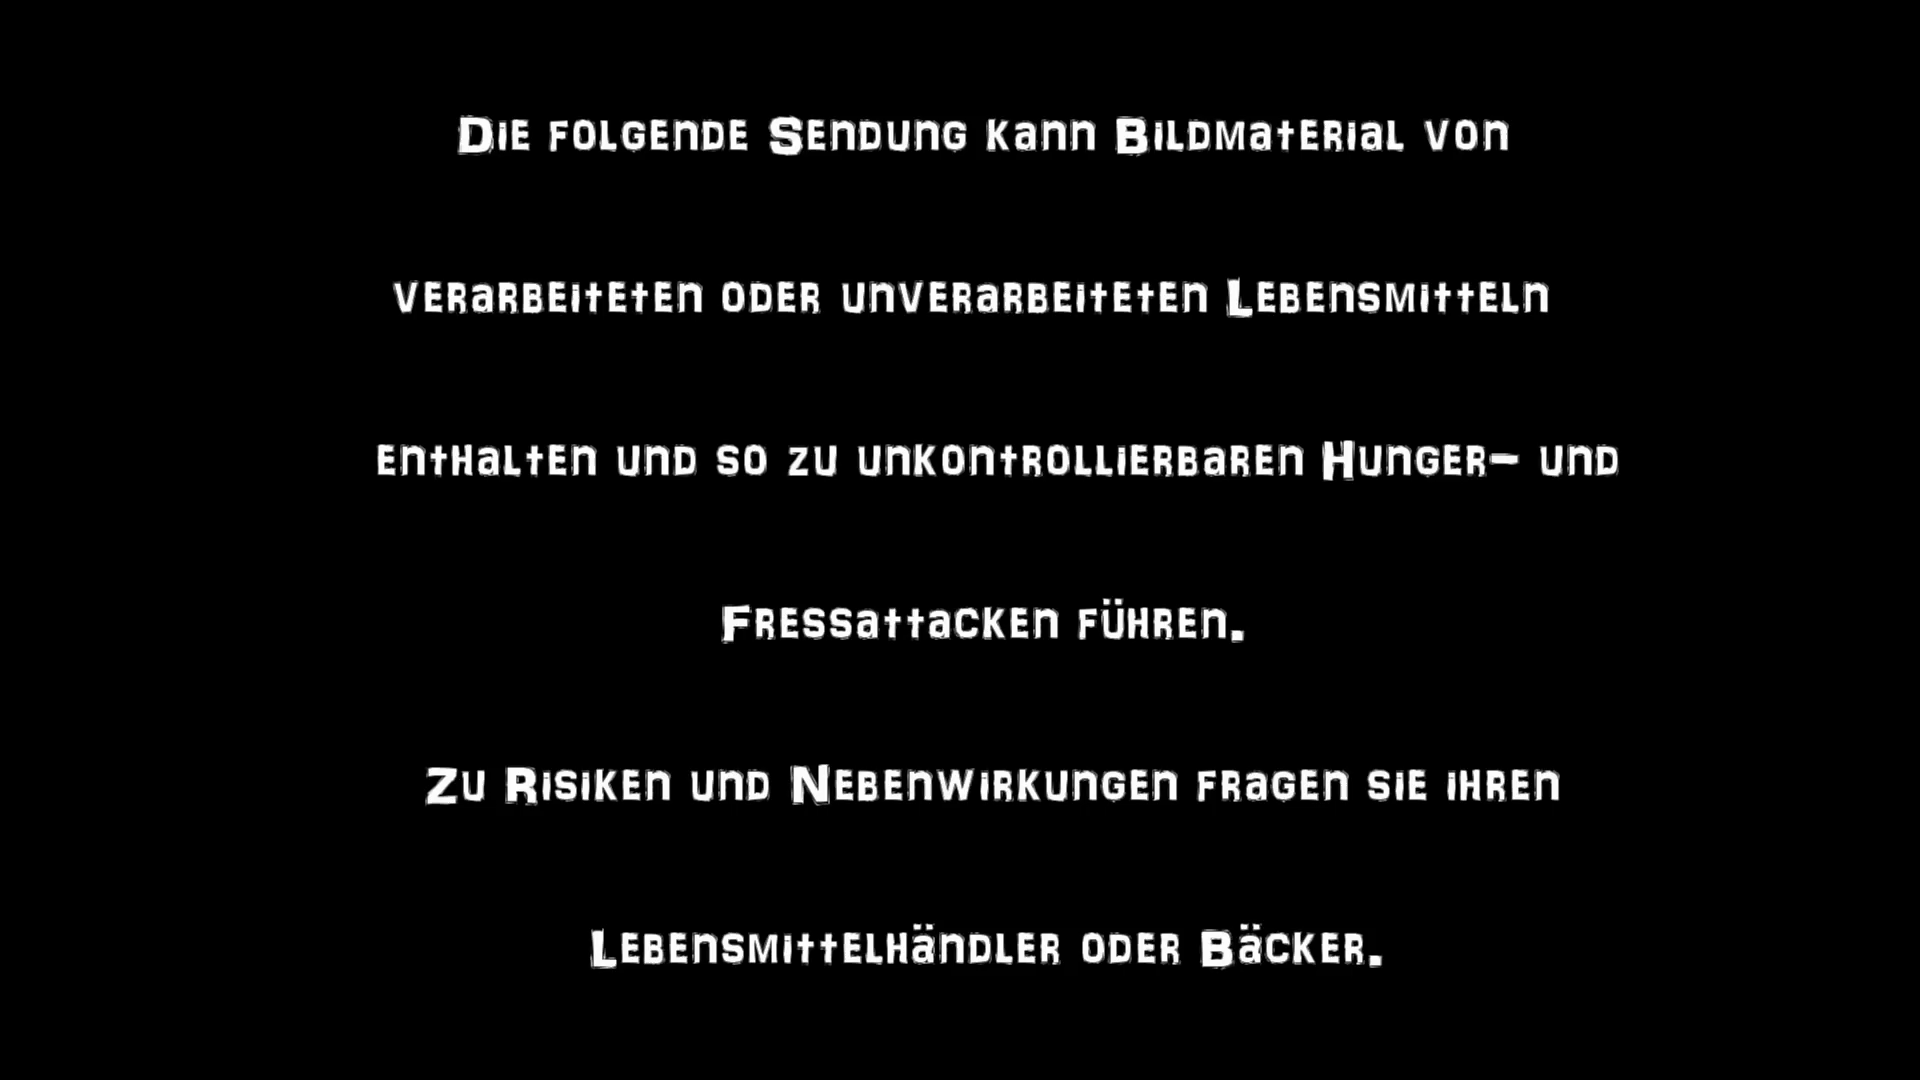 Die folgende Sendung kann Bildmaterial von
verarbeiteten oder unverarbeiteten Lebensmitteln
enthalten und so zu unkontrollierbaren Hunger- und
Fressattacken führen.
Zu Risiken und Nebenwirkungen fragen sie ihren
Lebensmittelhändler oder Bäcker.